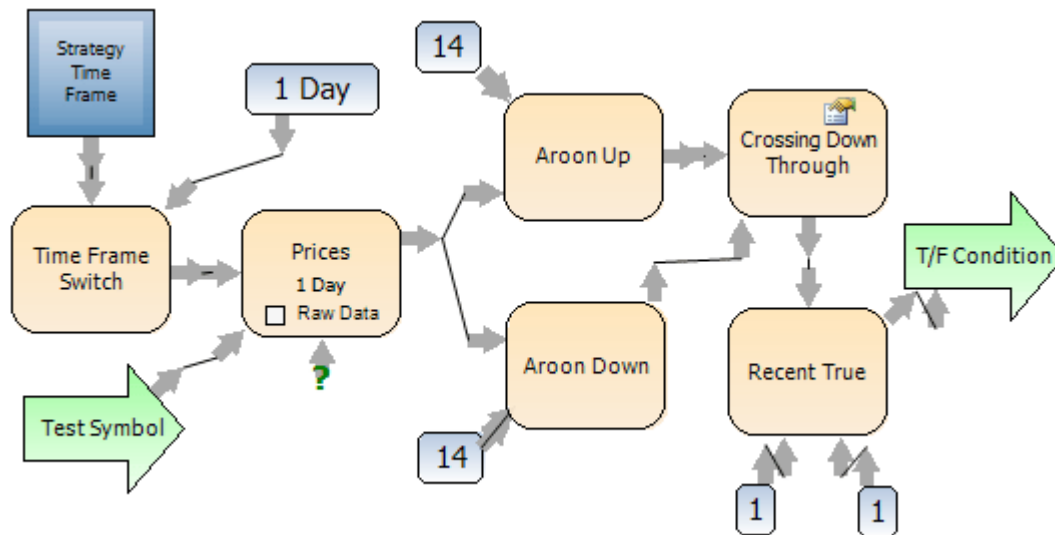 Strategy
Time
Frame
1 Day
14
Aroon Up
Crossing Down
Through
Time Frame
Switch
Prices
1 Day
Raw Data
?
T/F Condition
Aroon Down
Recent True
Test Symbol
14
1
1